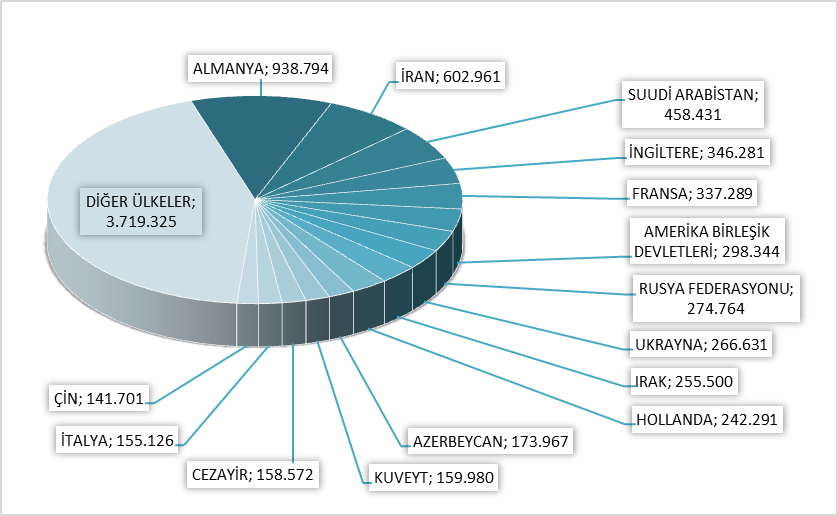 ALMANYA; 938.794
İRAN; 602.961
SUUDİ ARABİSTAN;
458.431
İNGİLTERE; 346.281
FRANSA; 337.289
AMERİKA BİRLEŞİK
DEVLETLERİ; 298.344
RUSYA FEDERASYONU;
274.764
UKRAYNA; 266.631
IRAK; 255.500
HOLLANDA; 242.291
AZERBEYCAN; 173.967
KUVEYT; 159.980
CEZAYİR; 158.572
İTALYA; 155.126
ÇİN; 141.701
DİĞER ÜLKELER;
3.719.325